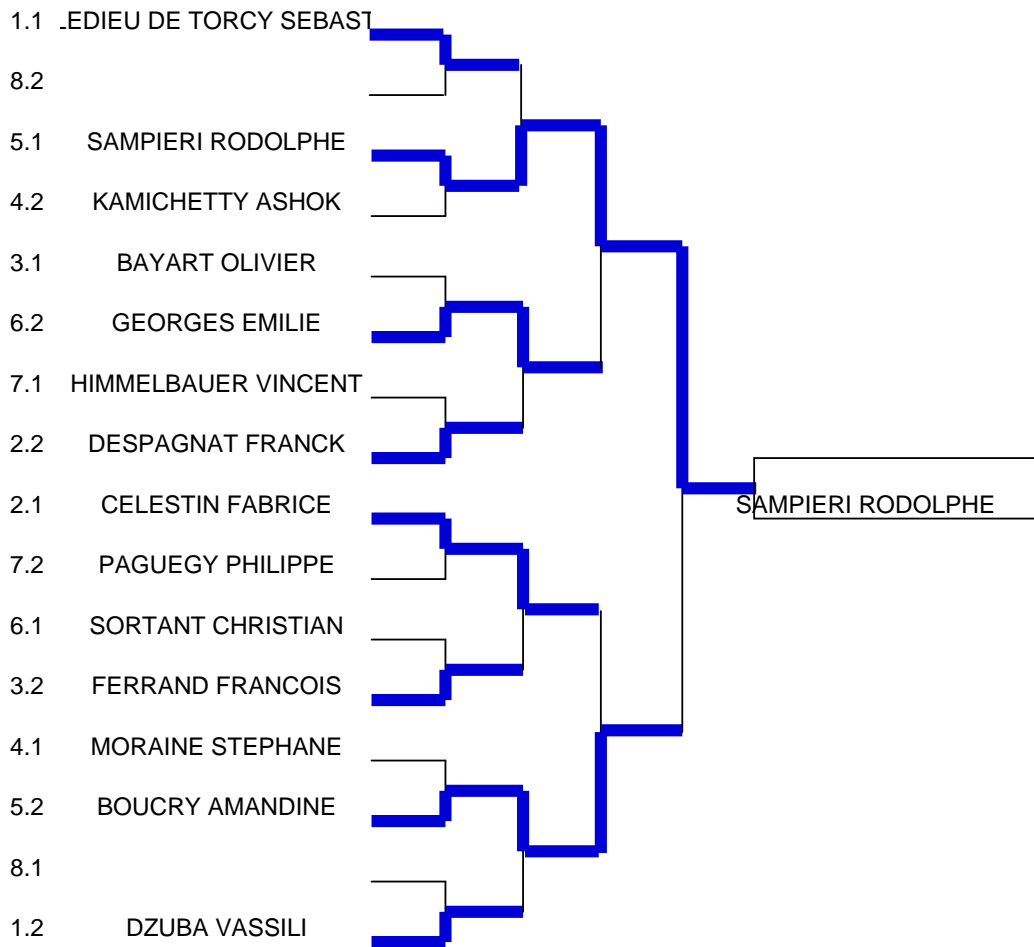 1.1 LEDIEU DE TORCY SEBAST
8.2
5.1 SAMPIERI RODOLPHE
4.2 KAMICHETTY ASHOK
3.1 BAYART OLIVIER
6.2 GEORGES EMILIE
7.1 HIMMELBAUER VINCENT
2.2 DESPAGNAT FRANCK
SAMPIERI RODOLPHE
2.1 CELESTIN FABRICE
7.2 PAGUEGY PHILIPPE
6.1 SORTANT CHRISTIAN
3.2 FERRAND FRANCOIS
4.1 MORAINE STEPHANE
5.2 BOUCRY AMANDINE
8.1
1.2 DZUBA VASSILI